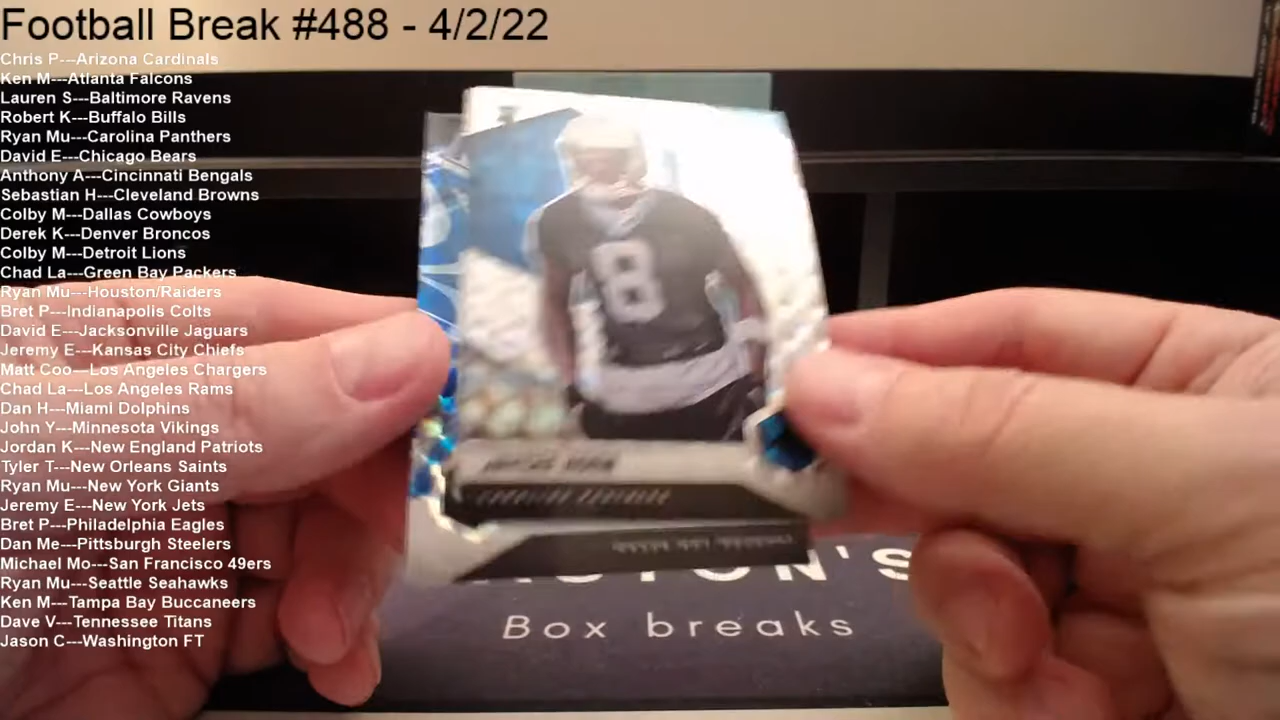 Football Break #488 - 4/2/22
Chris P---Arizona Cardinals
Ken M---Atlanta Falcons
Lauren S---Baltimore Ravens
Robert K---Buffalo Bills
Ryan Mu---Carolina Panthers
David E---Chicago Bears
Anthony A---Cincinnati Bengals
Sebastian H---Cleveland Browns
Colby M---Dallas Cowboys
Derek K---Denver Broncos
Colby M---Detroit Lions
Chad La---Green Bay Packers
Ryan Mu---Houston/Raiders
Bret P---Indianapolis Colts
David E---Jacksonville Jaguars
Jeremy E---Kansas City Chiefs
Matt Coo---Los Angeles Chargers
Chad La---Los Angeles Rams
Dan H---Miami Dolphins
John Y---Minnesota Vikings
Jordan K---New England Patriots
Tyler T---New Orleans Saints
Ryan Mu---New York Giants
Jeremy E---New York Jets
Bret P---Philadelphia Eagles
Dan Me---Pittsburgh Steelers
Michael Mo---San Francisco 49ers
Ryan Mu---Seattle Seahawks
Ken M---Tampa Bay Buccaneers
Dave V---Tennessee Titans
Jason C---Washington FT
8
Box breaks